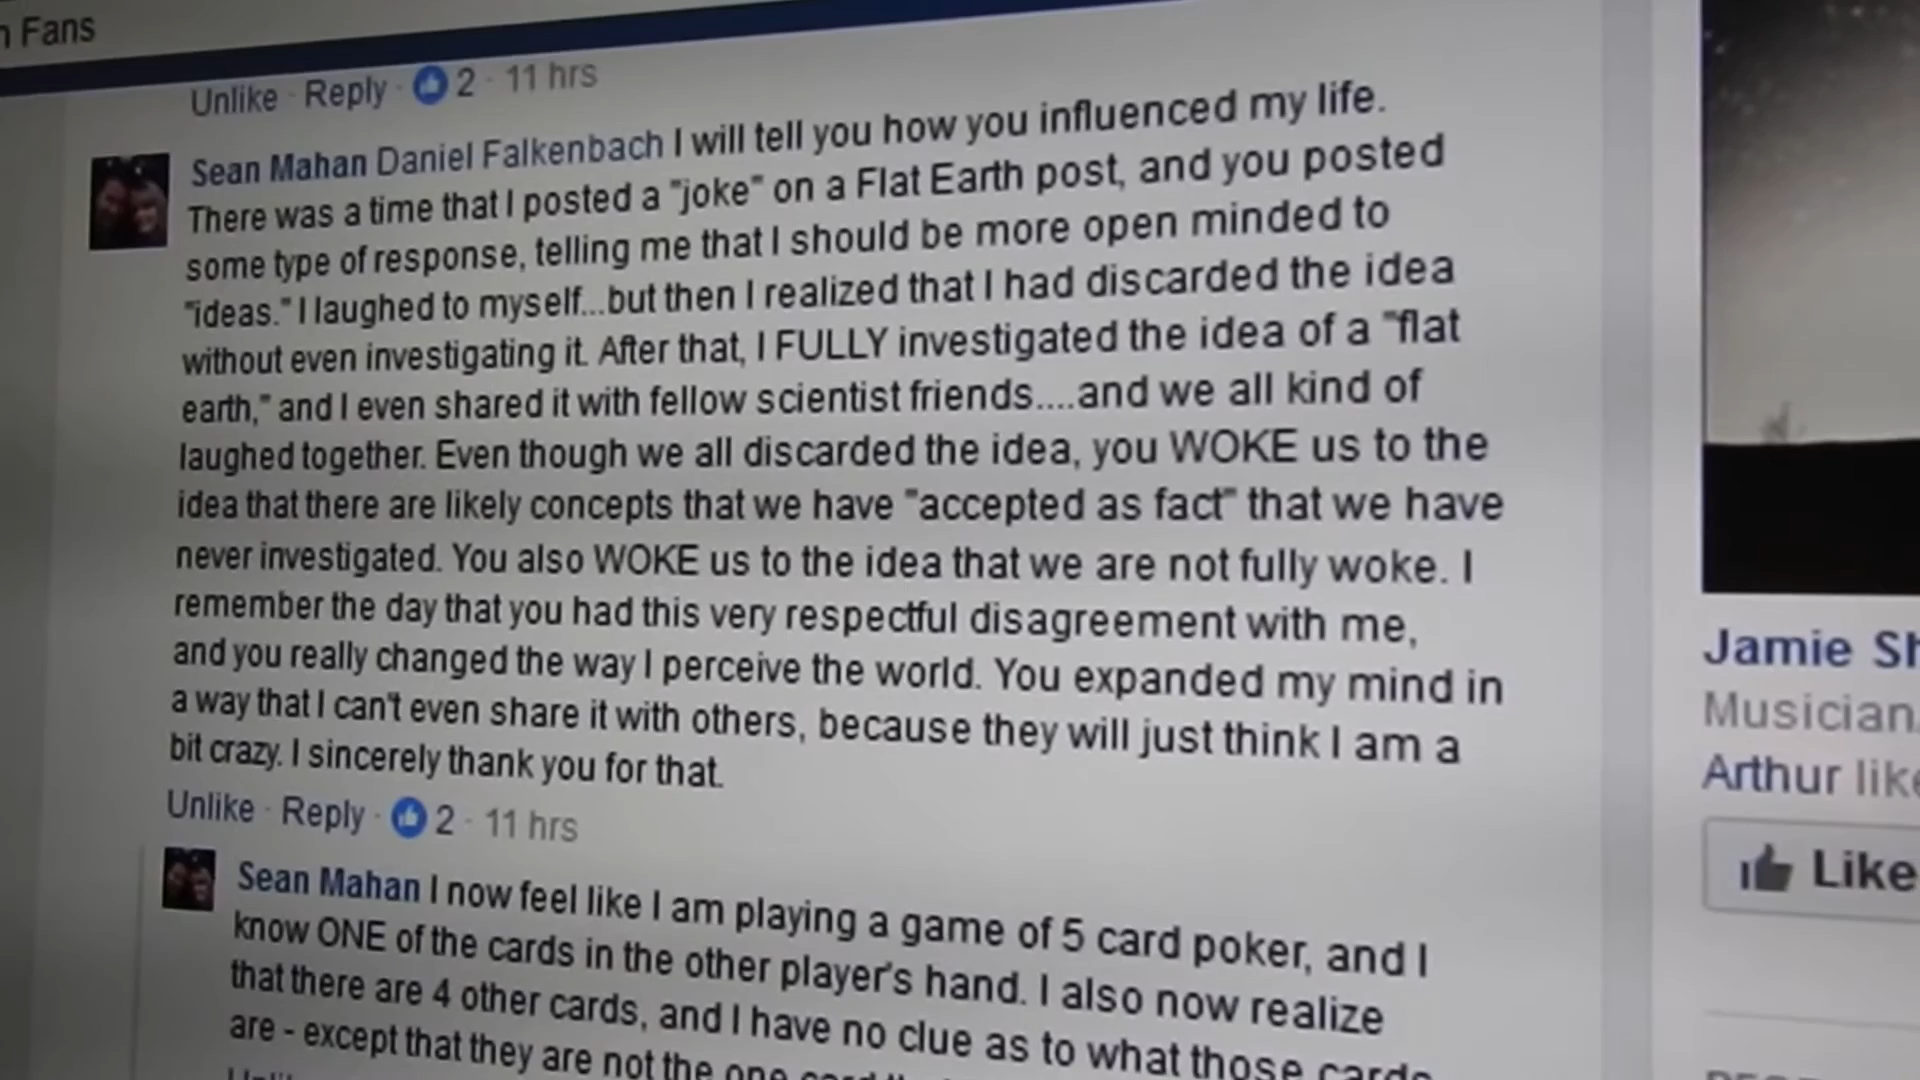 Fans
Unlike · Reply · 2 · 11 hrs
Sean Mahan Daniel Falkenbach I will tell you how you influenced my life.
There was a time that I posted a "joke" on a Flat Earth post, and you posted
some type of response, telling me that I should be more open minded to
"ideas." I laughed to myself...but then I realized that I had discarded the idea
without even investigating it. After that, I FULLY investigated the idea of a "flat
earth," and I even shared it with fellow scientist friends....and we all kind of
laughed together. Even though we all discarded the idea, you WOKE us to the
idea that there are likely concepts that we have "accepted as fact" that we have
never investigated. You also WOKE us to the idea that we are not fully woke. I
remember the day that you had this very respectful disagreement with me,
and you really changed the way I perceive the world. You expanded my mind in
a way that I can't even share it with others, because they will just think I am a
bit crazy. I sincerely thank you for that.
Unlike · Reply · 2 · 11 hrs
Sean Mahan I now feel like I am playing a game of 5 card poker, and I
know ONE of the cards in the other player's hand. I also now realize
that there are 4 other cards, and I have no clue as to what those cards
are - except that they are not the one card
Jamie
Musician
Arthur like
Like